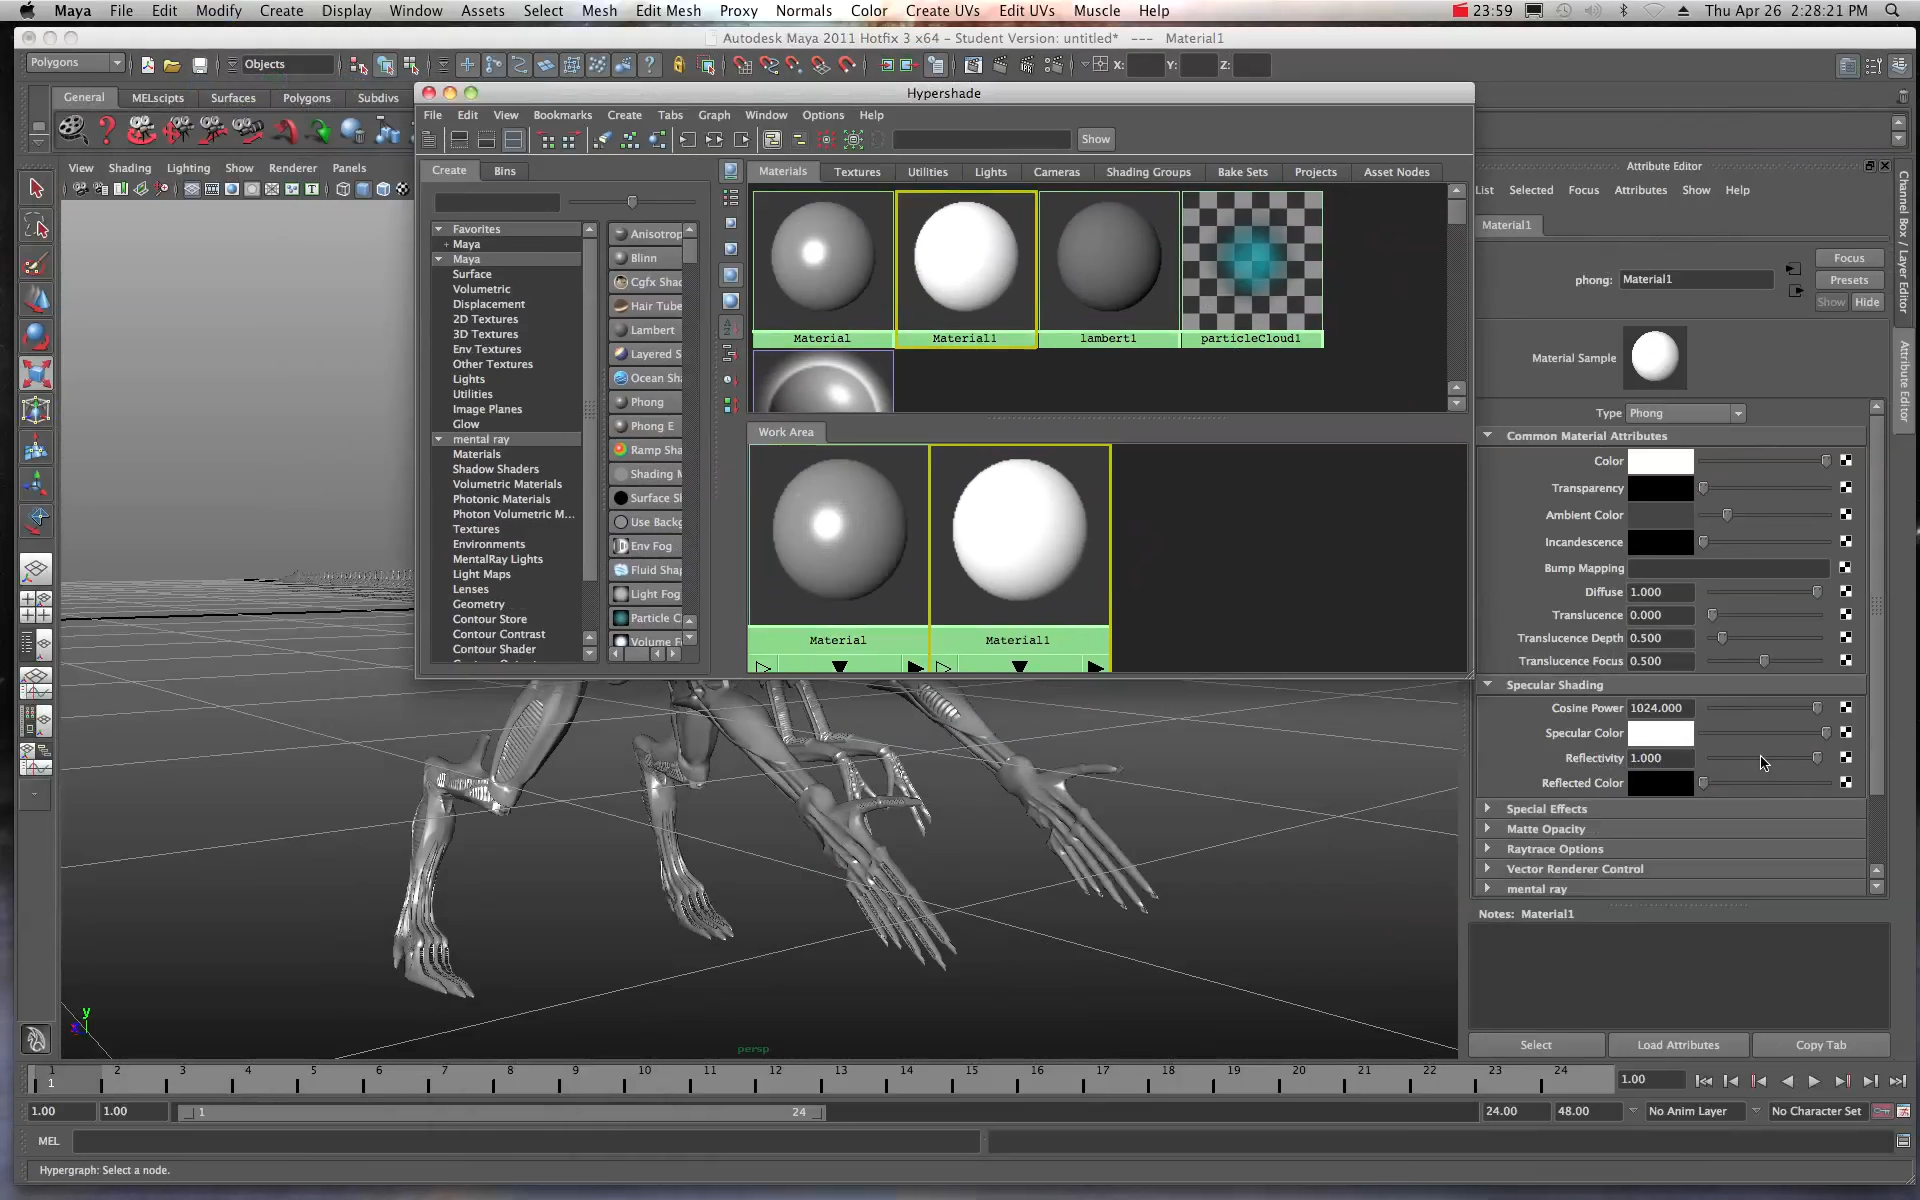 Maya File Edit Modify Create Display Window Assets Select Mesh Edit Mesh Proxy Normals Color Create UVs Edit UVs Muscle Help 23:59 Thu Apr 26 2:28:21 PM
Autodesk Maya 2011 Hotfix 3 x64 – Student Version: untitled* --- Material1
Polygons Objects X: Y: Z:
General MELscipts Surfaces Polygons Subdivs
Hypershade
File Edit View Bookmarks Create Tabs Graph Window Options Help
Show
View Shading Lighting Show Renderer Panels
Create Bins
Materials Textures Utilities Lights Cameras Shading Groups Bake Sets Projects Asset Nodes
Favorites
+ Maya
Maya
Surface
Volumetric
Displacement
2D Textures
3D Textures
Env Textures
Other Textures
Lights
Utilities
Image Planes
Glow
mental ray
Materials
Shadow Shaders
Volumetric Materials
Photonic Materials
Photon Volumetric M...
Textures
Environments
MentalRay Lights
Light Maps
Lenses
Geometry
Contour Store
Contour Contrast
Contour Shader
Anisotrop
Blinn
Cgfx Shad
Hair Tube
Lambert
Layered S
Ocean Sha
Phong
Phong E
Ramp Sha
Shading M
Surface Sh
Use Backg
Env Fog
Fluid Shap
Light Fog
Particle C
Volume F
Material Material1 lambert1 particleCloud1
Work Area
Material Material1
Attribute Editor
List Selected Focus Attributes Show Help
Material1
phong: Material1
Focus
Presets
Show Hide
Material Sample
Type Phong
Common Material Attributes
Color
Transparency
Ambient Color
Incandescence
Bump Mapping
Diffuse 1.000
Translucence 0.000
Translucence Depth 0.500
Translucence Focus 0.500
Specular Shading
Cosine Power 1024.000
Specular Color
Reflectivity 1.000
Reflected Color
Special Effects
Matte Opacity
Raytrace Options
Vector Renderer Control
mental ray
Notes: Material1
Select Load Attributes Copy Tab
Channel Box / Layer Editor
Attribute Editor
y
z
persp
1 2 3 4 5 6 7 8 9 10 11 12 13 14 15 16 17 18 19 20 21 22 23 24
1
1.00
1.00 1.00 1 24 24.00 48.00 No Anim Layer No Character Set
MEL
Hypergraph: Select a node.